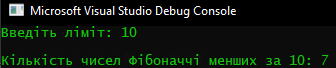 Microsoft Visual Studio Debug Console
Введіть ліміт: 10
Кількість чисел Фібоначчі менших за 10: 7